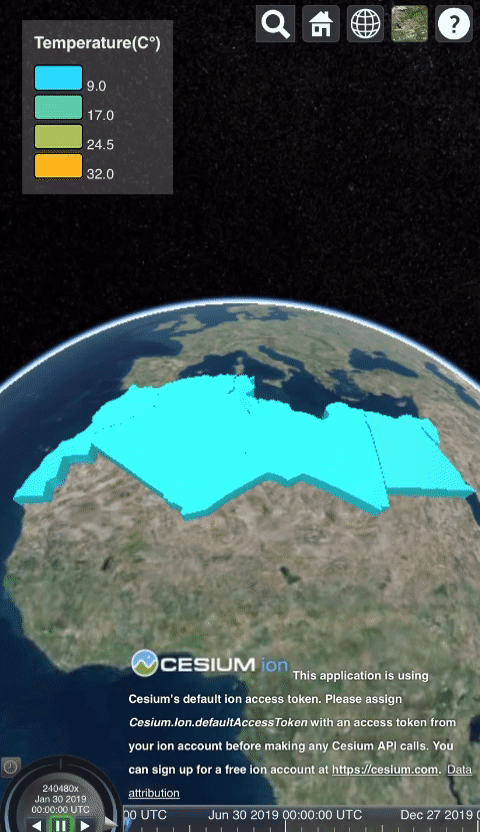 Temperature(C°)
9.0
17.0
24.5
32.0
?
CESIUM ion This application is using
Cesium's default ion access token. Please assign
Cesium.Ion.defaultAccessToken with an access token from
your ion account before making any Cesium API calls. You
can sign up for a free ion account at https://cesium.com. Data
attribution
240480x
Jan 30 2019
00:00:00 UTC
00 UTC Jun 30 2019 00:00:00 UTC Dec 27 2019 0